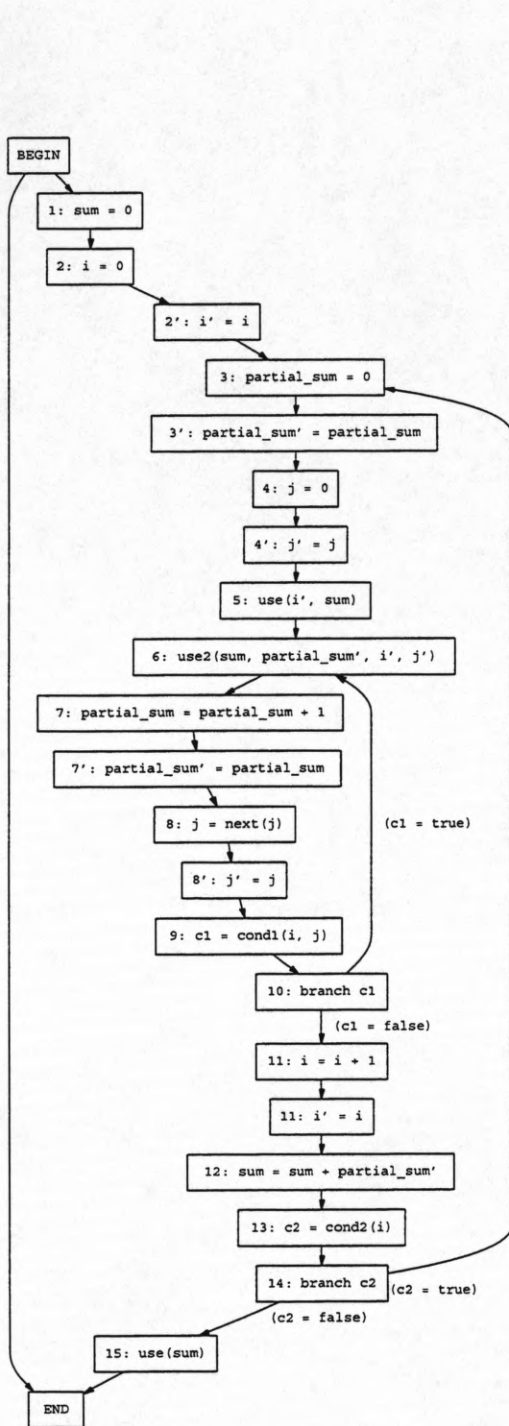 BEGIN
1: sum = 0
2: i = 0
2': i' = i
3: partial_sum = 0
3': partial_sum' = partial_sum
4: j = 0
4': j' = j
5: use(i', sum)
6: use2(sum, partial_sum', i', j')
7: partial_sum = partial_sum + 1
7': partial_sum' = partial_sum
8: j = next(j)
(c1 = true)
8': j' = j
9: c1 = cond1(i, j)
10: branch c1
(c1 = false)
11: i = i + 1
11: i' = i
12: sum = sum + partial_sum'
13: c2 = cond2(i)
14: branch c2
(c2 = true)
(c2 = false)
15: use(sum)
END